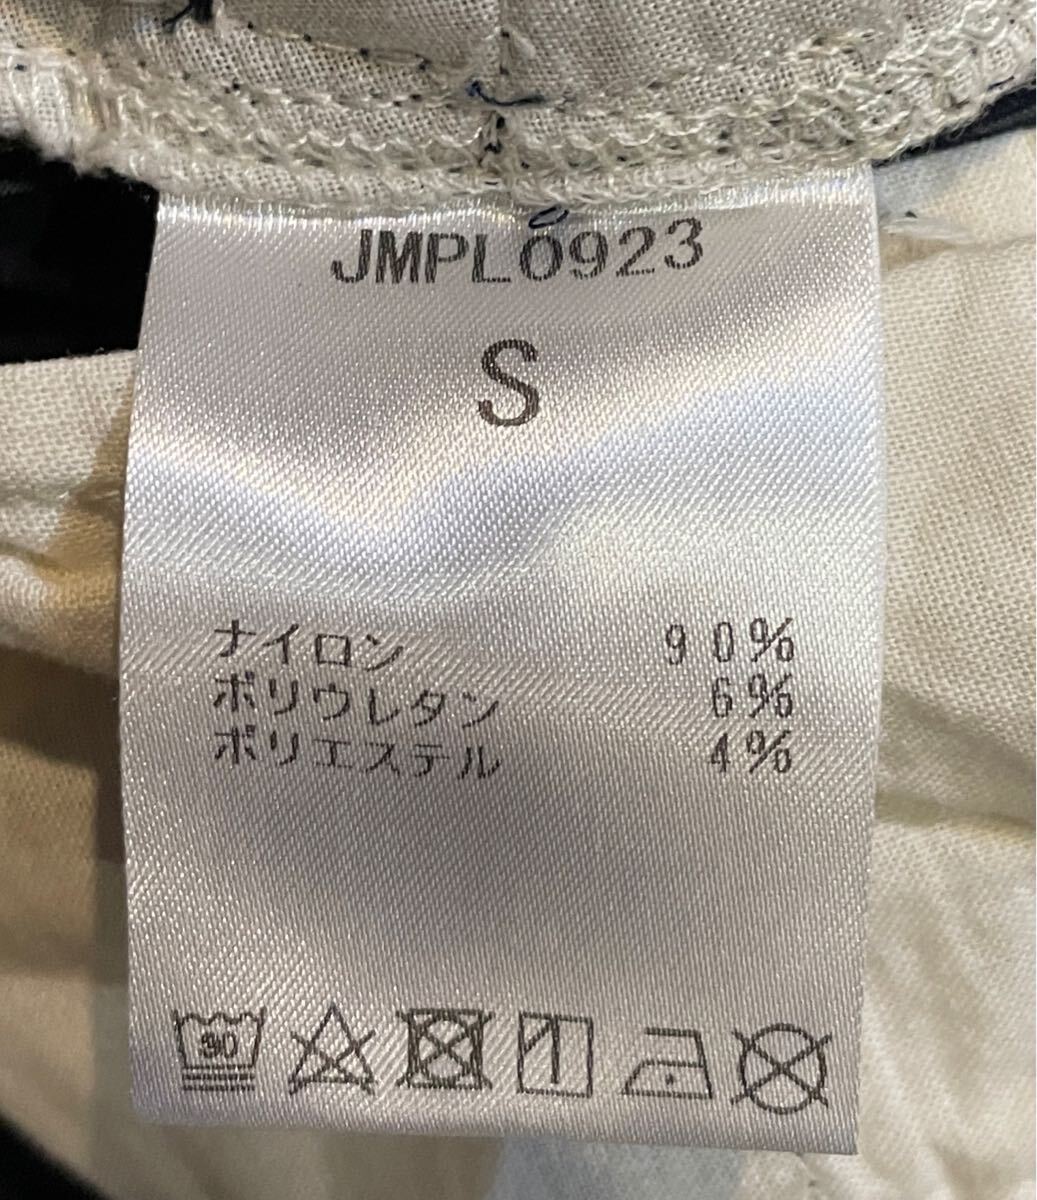 JMPL0923
S
ナイロン 90%
ポリウレタン 6%
ポリエステル 4%
30